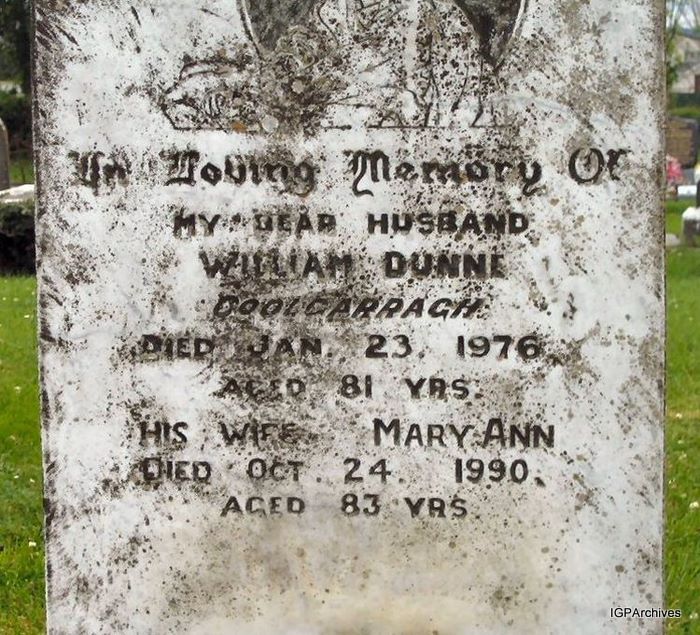 In Loving Memory Of
MY DEAR HUSBAND
WILLIAM DUNNE
COOLCARRAGH.
DIED JAN. 23. 1976.
AGED 81 YRS.
HIS WIFE MARY ANN
DIED OCT. 24. 1990.
AGED 83 YRS.
IGPArchives